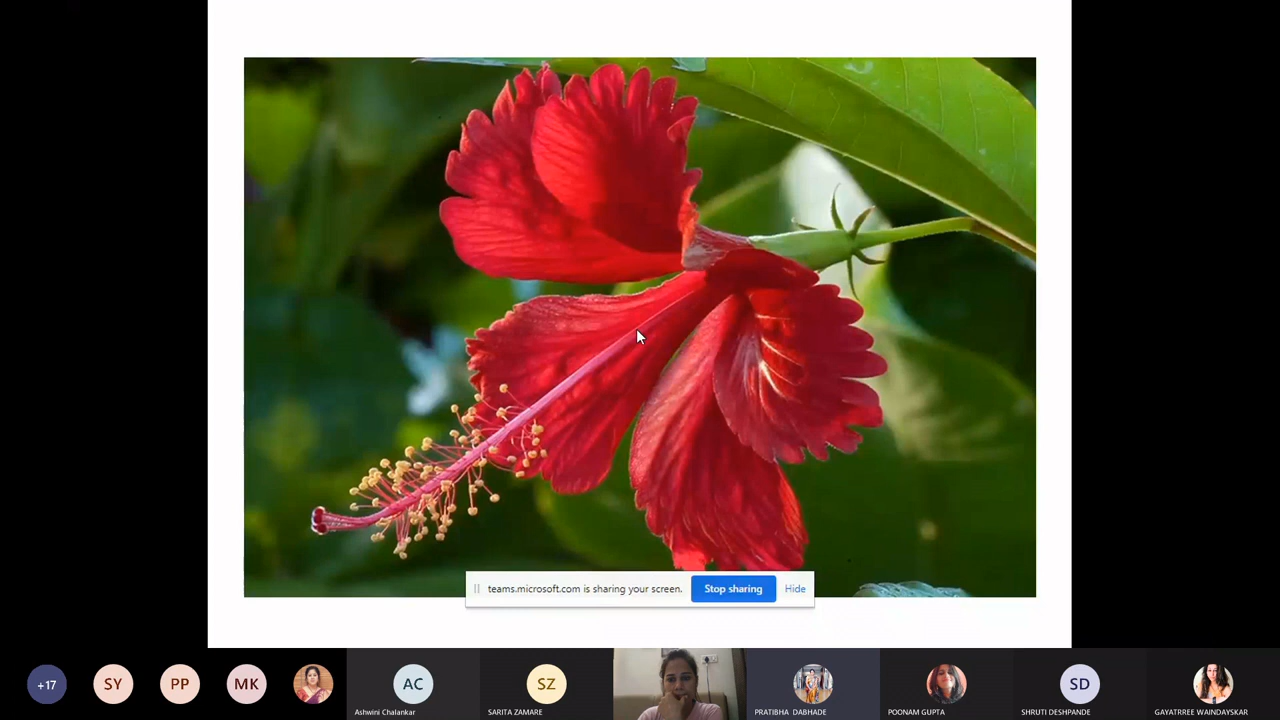 teams.microsoft.com is sharing your screen. Stop sharing Hide
+17 SY PP MK AC SZ SD
Ashwini Chalankar SARITA ZAMARE PRATIBHA DABHADE POONAM GUPTA SHRUTI DESHPANDE GAYATRREE WANDAYSKAR